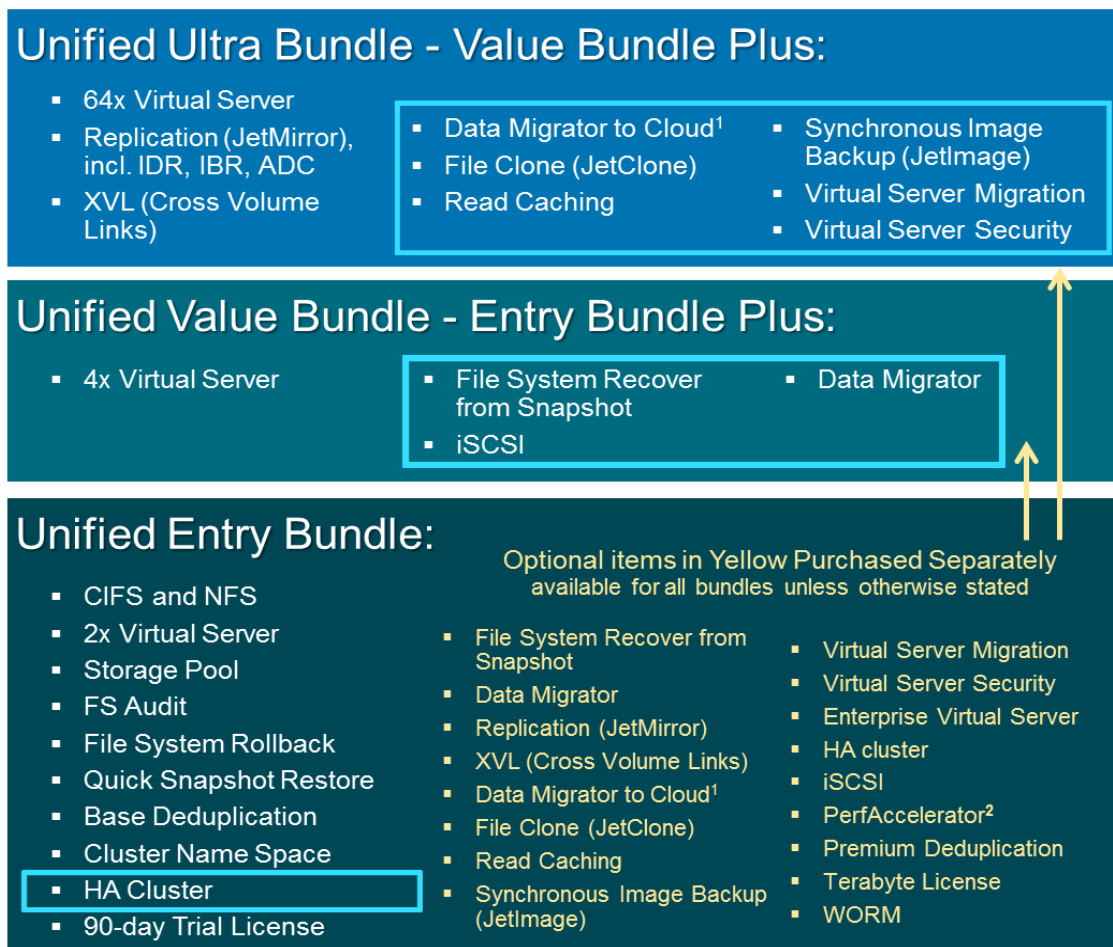 Unified Ultra Bundle - Value Bundle Plus:
▪ 64x Virtual Server
▪ Replication (JetMirror),
incl. IDR, IBR, ADC
▪ XVL (Cross Volume
Links)
▪ Data Migrator to Cloud¹
▪ File Clone (JetClone)
▪ Read Caching
▪ Synchronous Image
Backup (JetImage)
▪ Virtual Server Migration
▪ Virtual Server Security
Unified Value Bundle - Entry Bundle Plus:
▪ 4x Virtual Server
▪ File System Recover
from Snapshot
▪ iSCSI
▪ Data Migrator
Unified Entry Bundle:
▪ CIFS and NFS
▪ 2x Virtual Server
▪ Storage Pool
▪ FS Audit
▪ File System Rollback
▪ Quick Snapshot Restore
▪ Base Deduplication
▪ Cluster Name Space
▪ HA Cluster
▪ 90-day Trial License
Optional items in Yellow Purchased Separately
available for all bundles unless otherwise stated
▪ File System Recover from
Snapshot
▪ Data Migrator
▪ Replication (JetMirror)
▪ XVL (Cross Volume Links)
▪ Data Migrator to Cloud¹
▪ File Clone (JetClone)
▪ Read Caching
▪ Synchronous Image Backup
(JetImage)
▪ Virtual Server Migration
▪ Virtual Server Security
▪ Enterprise Virtual Server
▪ HA cluster
▪ iSCSI
▪ PerfAccelerator²
▪ Premium Deduplication
▪ Terabyte License
▪ WORM